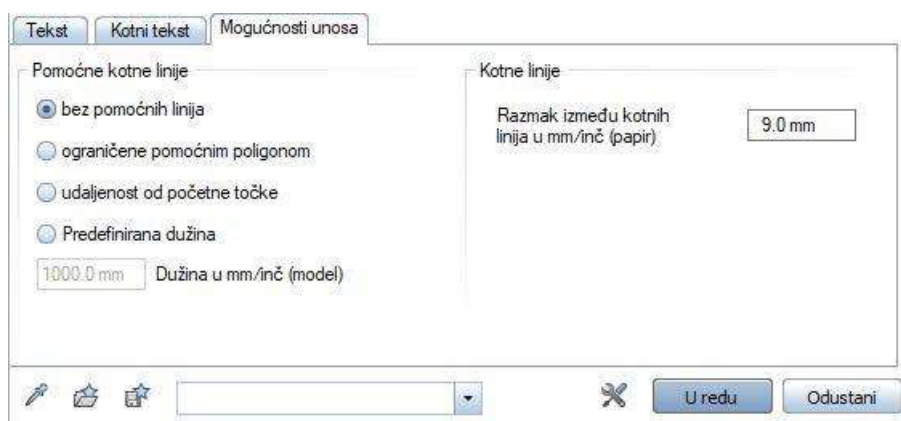 Tekst Kotni tekst Mogućnosti unosa
Pomoćne kotne linije
bez pomoćnih linija
ograničene pomoćnim poligonom
udaljenost od početne točke
Predefinirana dužina
1000.0 mm Dužina u mm/inč (model)
Kotne linije
Razmak između kotnih
linija u mm/inč (papir)
9.0 mm
U redu Odustani